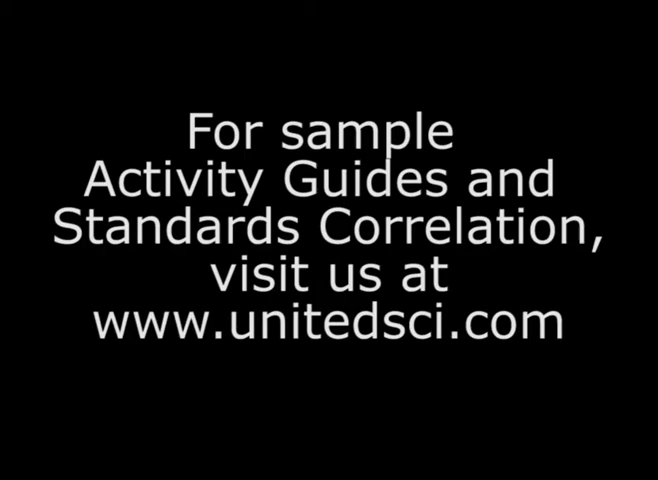 For sample
Activity Guides and
Standards Correlation,
visit us at
www.unitedsci.com